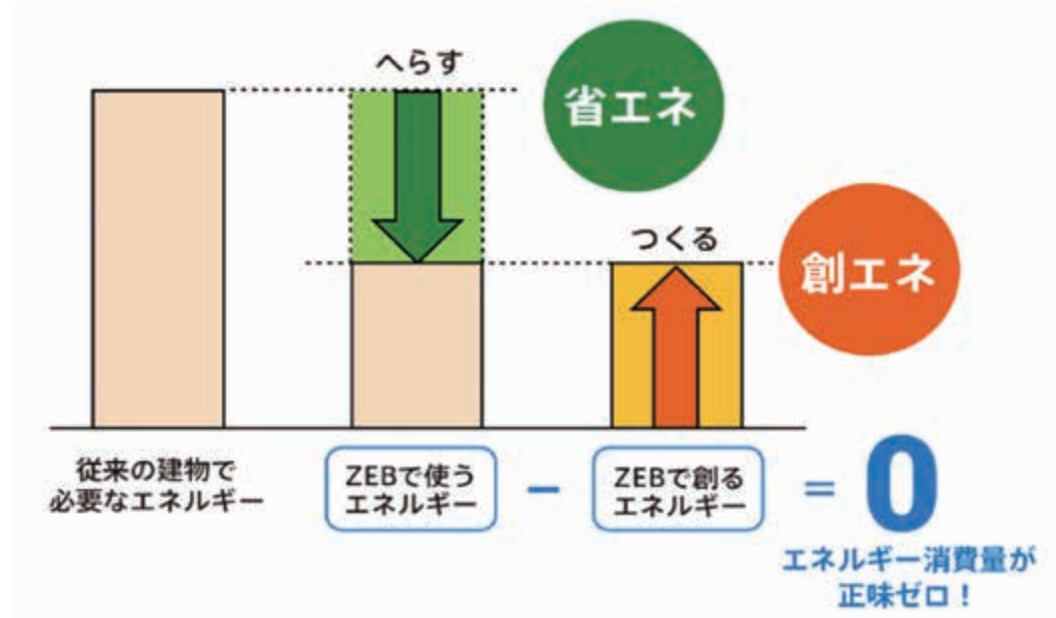 へらす
省エネ
つくる
創エネ
従来の建物で
必要なエネルギー
ZEBで使う
エネルギー
−
ZEBで創る
エネルギー
=
0
エネルギー消費量が
正味ゼロ！